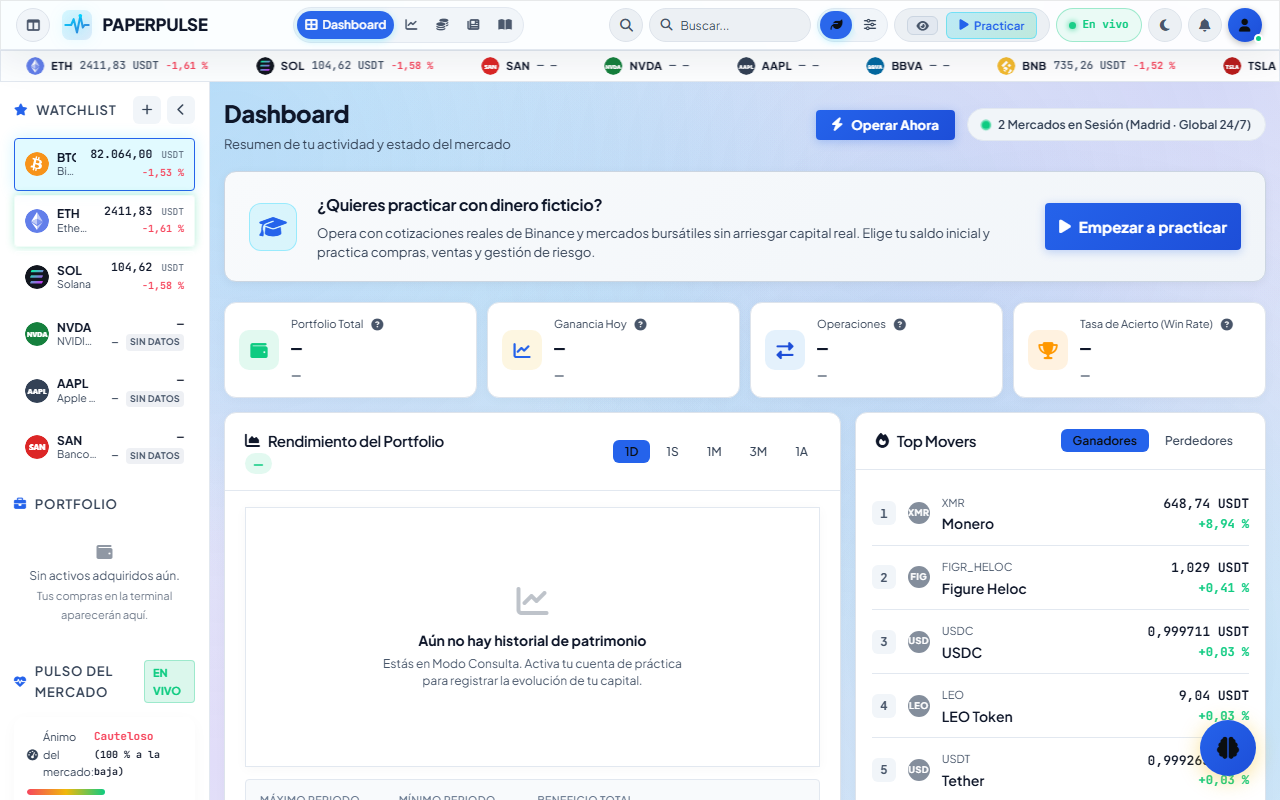 PAPERPULSE
Dashboard
Buscar...
Practicar
En vivo
ETH 2411,83 USDT -1,61 %
SOL 104,62 USDT -1,58 %
SAN — —
NVDA — —
AAPL — —
BBVA — —
BNB 735,26 USDT -1,52 %
TSLA
WATCHLIST
BTC 82.064,00 USDT
Bi... -1,53 %
ETH 2411,83 USDT
Ethe... -1,61 %
SOL 104,62 USDT
Solana -1,58 %
NVDA —
NVIDI... — SIN DATOS
AAPL —
Apple ... — SIN DATOS
SAN —
Banco... — SIN DATOS
PORTFOLIO
Sin activos adquiridos aún.
Tus compras en la terminal
aparecerán aquí.
PULSO DEL
MERCADO
EN
VIVO
Ánimo
del
mercado:
Cauteloso
(100 % a la
baja)
Dashboard
Resumen de tu actividad y estado del mercado
Operar Ahora
2 Mercados en Sesión (Madrid · Global 24/7)
¿Quieres practicar con dinero ficticio?
Opera con cotizaciones reales de Binance y mercados bursátiles sin arriesgar capital real. Elige tu saldo inicial y
practica compras, ventas y gestión de riesgo.
Empezar a practicar
Portfolio Total ?
—
—
Ganancia Hoy ?
—
—
Operaciones ?
—
—
Tasa de Acierto (Win Rate) ?
—
—
Rendimiento del Portfolio
—
1D 1S 1M 3M 1A
Aún no hay historial de patrimonio
Estás en Modo Consulta. Activa tu cuenta de práctica
para registrar la evolución de tu capital.
MÁXIMO PERIODO
MÍNIMO PERIODO
BENEFICIO TOTAL
Top Movers
Ganadores
Perdedores
1 XMR XMR 648,74 USDT
Monero +8,94 %
2 FIG FIGR_HELOC 1,029 USDT
Figure Heloc +0,41 %
3 USD USDC 0,999711 USDT
USDC +0,03 %
4 LEO LEO 9,04 USDT
LEO Token +0,03 %
5 USD USDT
Tether +0,03 %